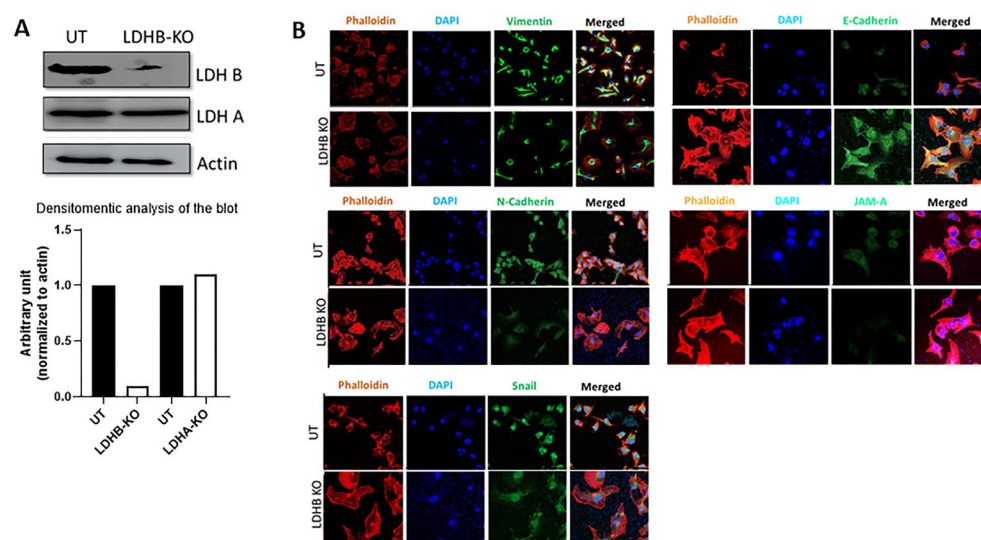 A
UT LDHB-KO
LDH B
LDH A
Actin
Densitomentic analysis of the blot
Arbitrary unit
(normalized to actin)
1.5
1.0
0.5
0.0
UT
LDHB-KO
UT
LDHA-KO
B
Phalloidin DAPI Vimentin Merged
UT
LDHB KO
Phalloidin DAPI E-Cadherin Merged
Phalloidin DAPI N-Cadherin Merged
UT
LDHB KO
Phalloidin DAPI JAM-A Merged
Phalloidin DAPI Snail Merged
UT
LDHB KO